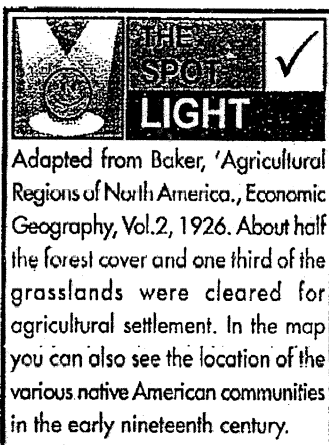 THE
SPOT
LIGHT
Adapted from Baker, 'Agricultural
Regions of North America., Economic
Geography, Vol.2, 1926. About half
the forest cover and one third of the
grasslands were cleared for
agricultural settlement. In the map
you can also see the location of the
various native American communities
in the early nineteenth century.